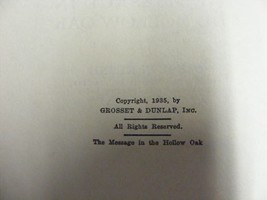 Copyright, 1935, by
GROSSET & DUNLAP, INC.
All Rights Reserved.
The Message in the Hollow Oak